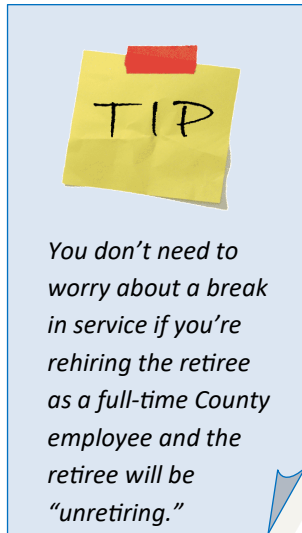 TIP
You don’t need to
worry about a break
in service if you’re
rehiring the retiree
as a full-time County
employee and the
retiree will be
“unretiring.”